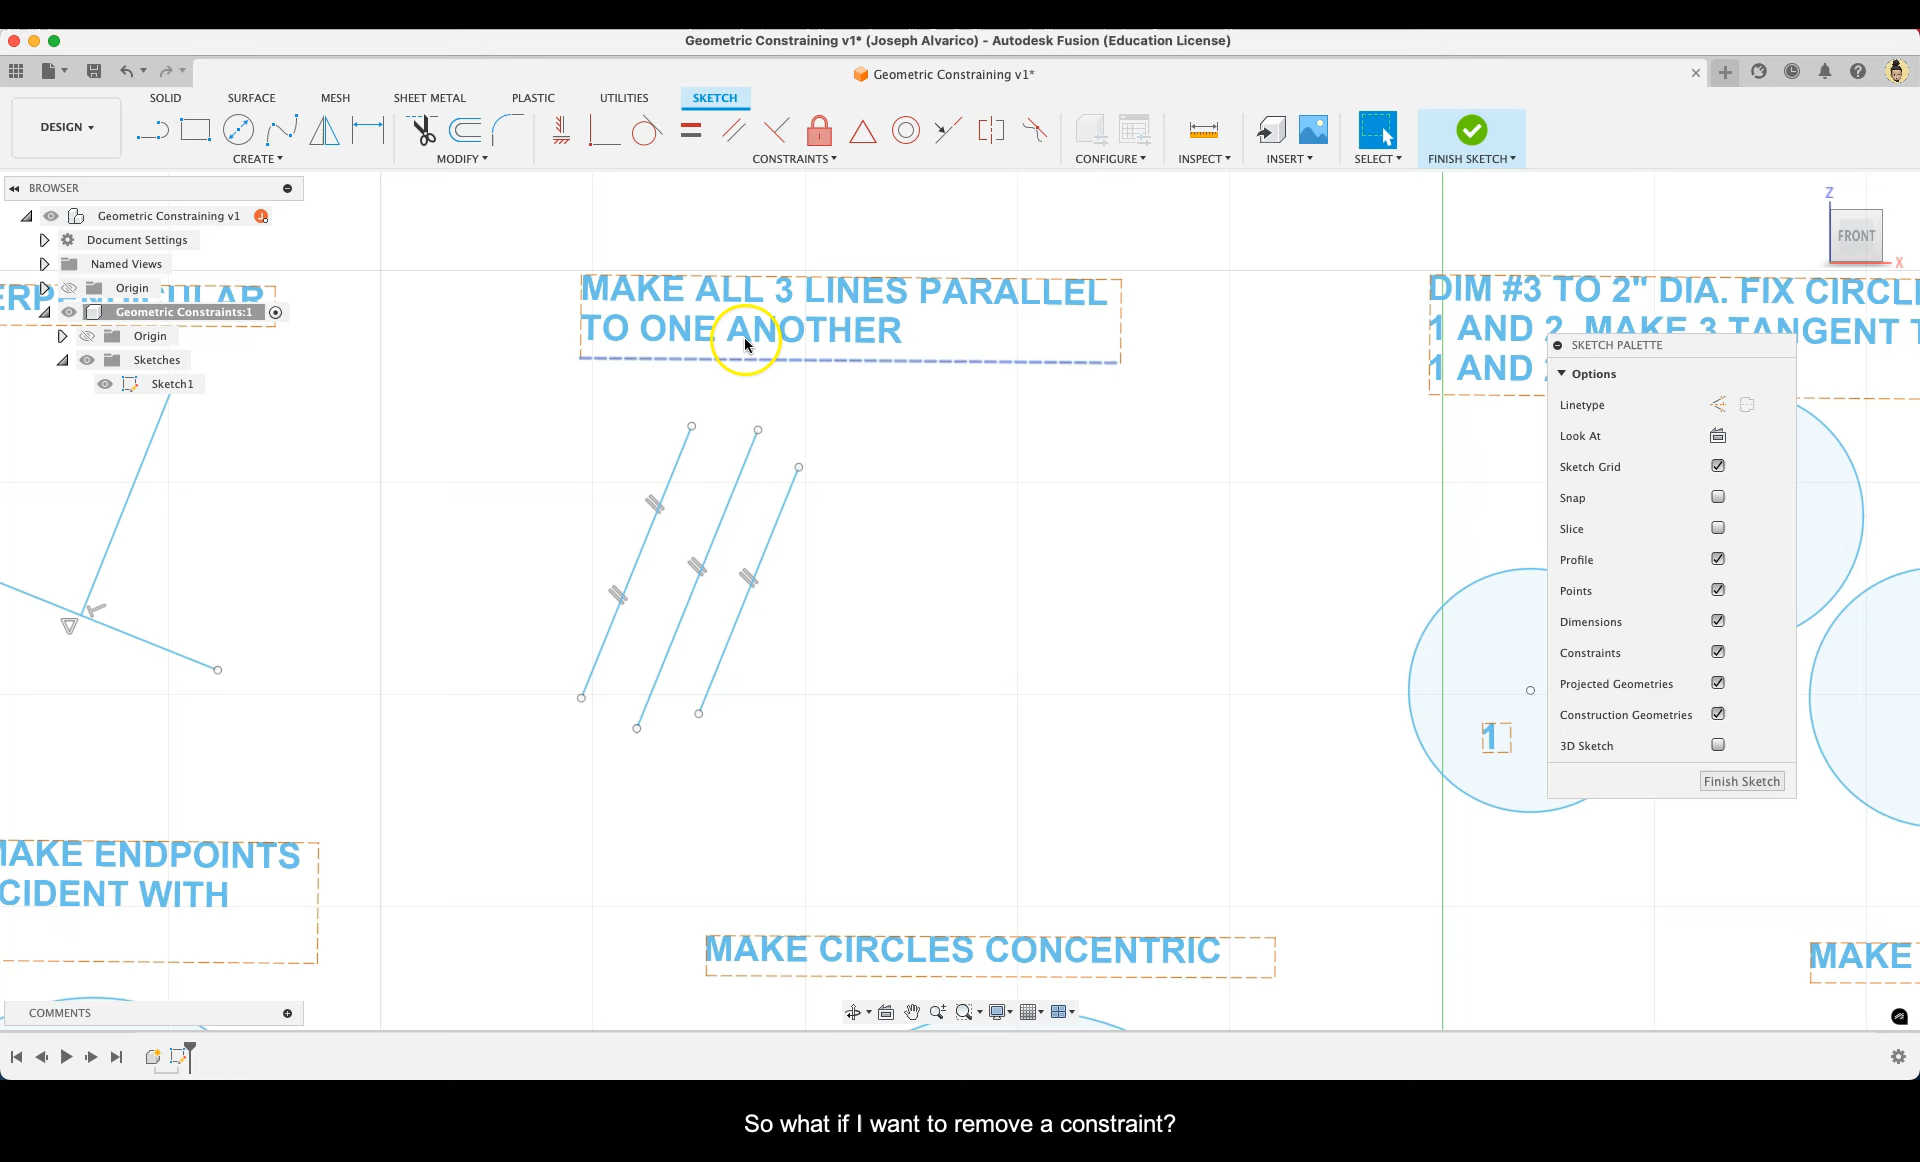 Geometric Constraining v1* (Joseph Alvarico) - Autodesk Fusion (Education License)
Geometric Constraining v1*
SOLID SURFACE MESH SHEET METAL PLASTIC UTILITIES SKETCH
DESIGN
CREATE MODIFY CONSTRAINTS CONFIGURE INSPECT INSERT SELECT FINISH SKETCH
BROWSER
Geometric Constraining v1
Document Settings
Named Views
Origin
Geometric Constraints:1
Origin
Sketches
Sketch1
ERPENDICULAR
MAKE ALL 3 LINES PARALLEL
TO ONE ANOTHER
DIM #3 TO 2" DIA. FIX CIRCL
1 AND 2. MAKE 3 TANGENT T
1 AND 2
Z
FRONT
X
SKETCH PALETTE
Options
Linetype
Look At
Sketch Grid
Snap
Slice
Profile
Points
Dimensions
Constraints
Projected Geometries
Construction Geometries
3D Sketch
Finish Sketch
1
MAKE ENDPOINTS
CIDENT WITH
MAKE CIRCLES CONCENTRIC
MAKE
COMMENTS
So what if I want to remove a constraint?